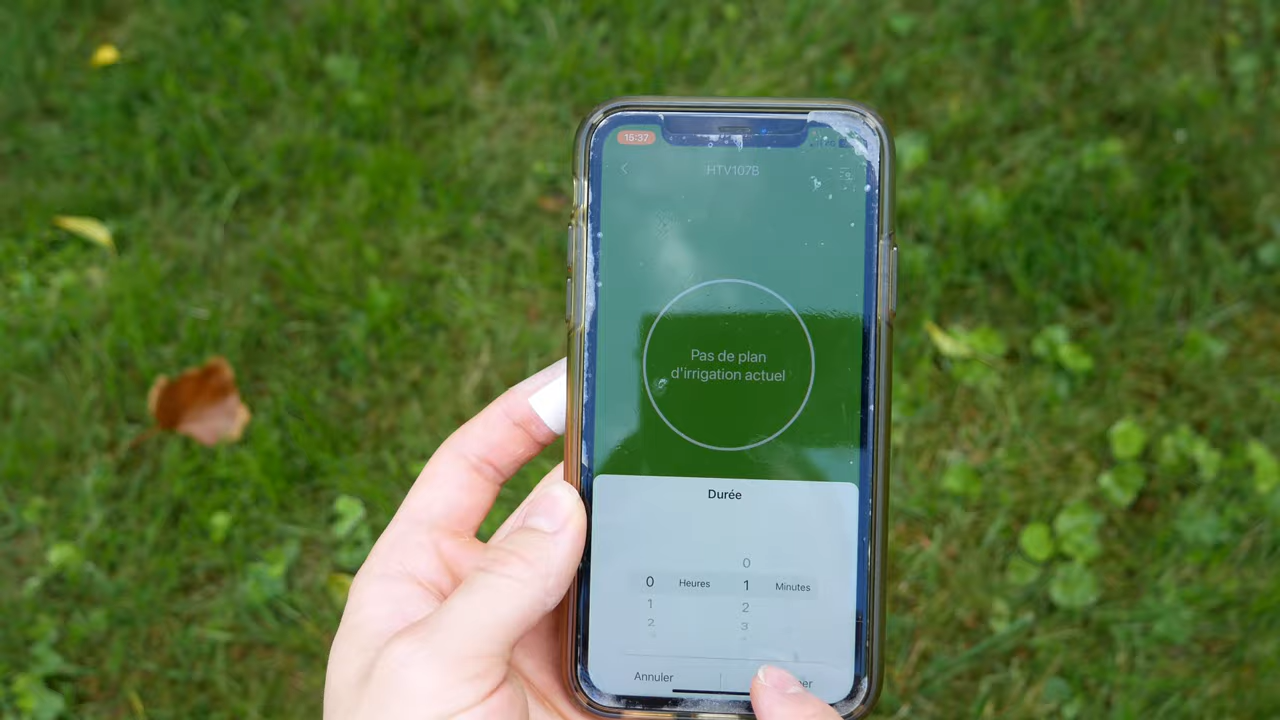 15:37
HTV107B
Pas de plan
d'irrigation actuel
Durée
0
0 Heures 1 Minutes
1 2
2 3
Annuler